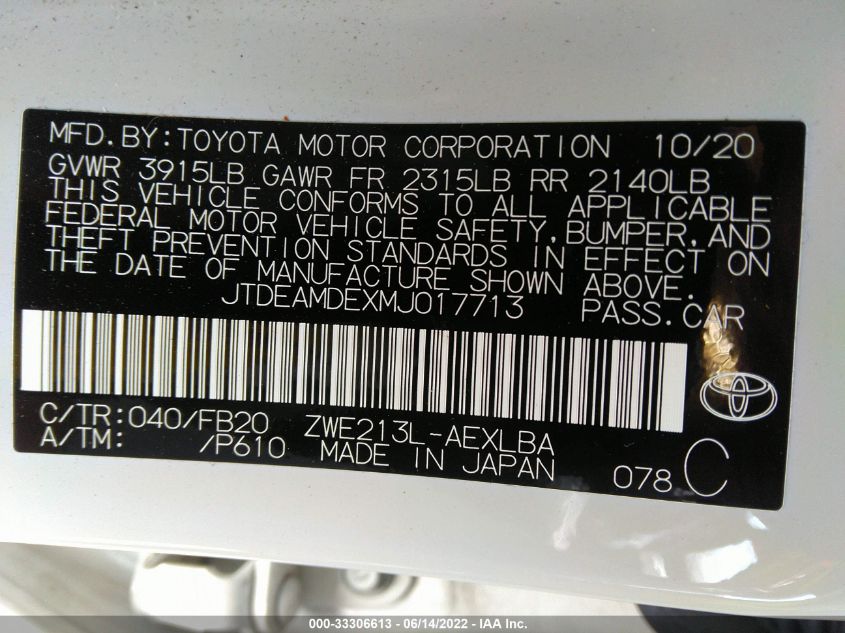 MFD.BY:TOYOTA MOTOR CORPORATION 10/20
GVWR 3915LB GAWR FR 2315LB RR 2140LB
THIS VEHICLE CONFORMS TO ALL APPLICABLE
FEDERAL MOTOR VEHICLE SAFETY,BUMPER,AND
THEFT PREVENTION STANDARDS IN EFFECT ON
THE DATE OF MANUFACTURE SHOWN ABOVE.
JTDEAMDEXMJ017713 PASS.CAR
C/TR:040/FB20 ZWE213L-AEXLBA
A/TM: /P610 MADE IN JAPAN
078 C
000-33306613 - 06/14/2022 - IAA Inc.